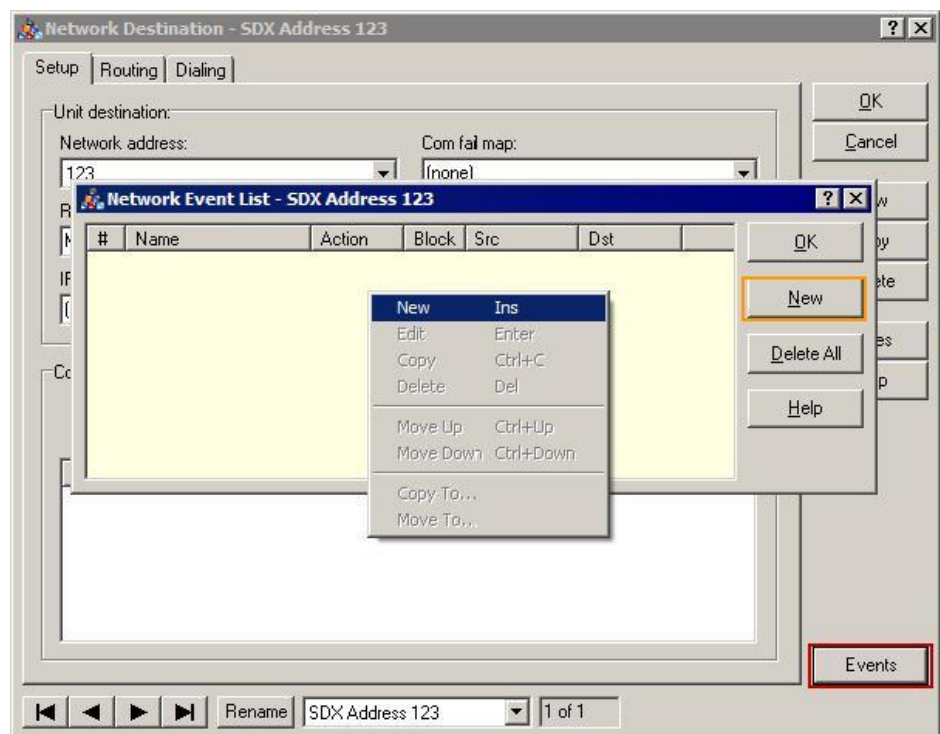 Network Destination - SDX Address 123
Setup Routing Dialing
OK
Unit destination:
Network address: Com fail map:
Cancel
123 (none)
Network Event List - SDX Address 123
# Name Action Block Src Dst
OK
New
Delete All
Help
New Ins
Edit Enter
Copy Ctrl+C
Delete Del
Move Up Ctrl+Up
Move Down Ctrl+Down
Copy To...
Move To...
Events
Rename SDX Address 123 1 of 1